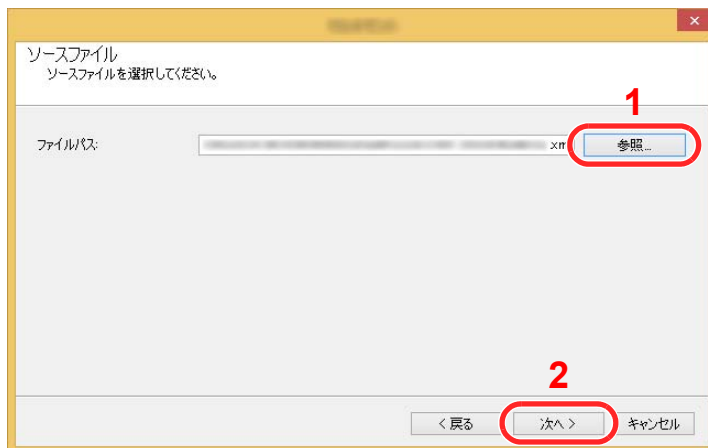 ソースファイル
ソースファイルを選択してください。
1
ファイルパス: .xm 参照...
2
< 戻る 次へ > キャンセル